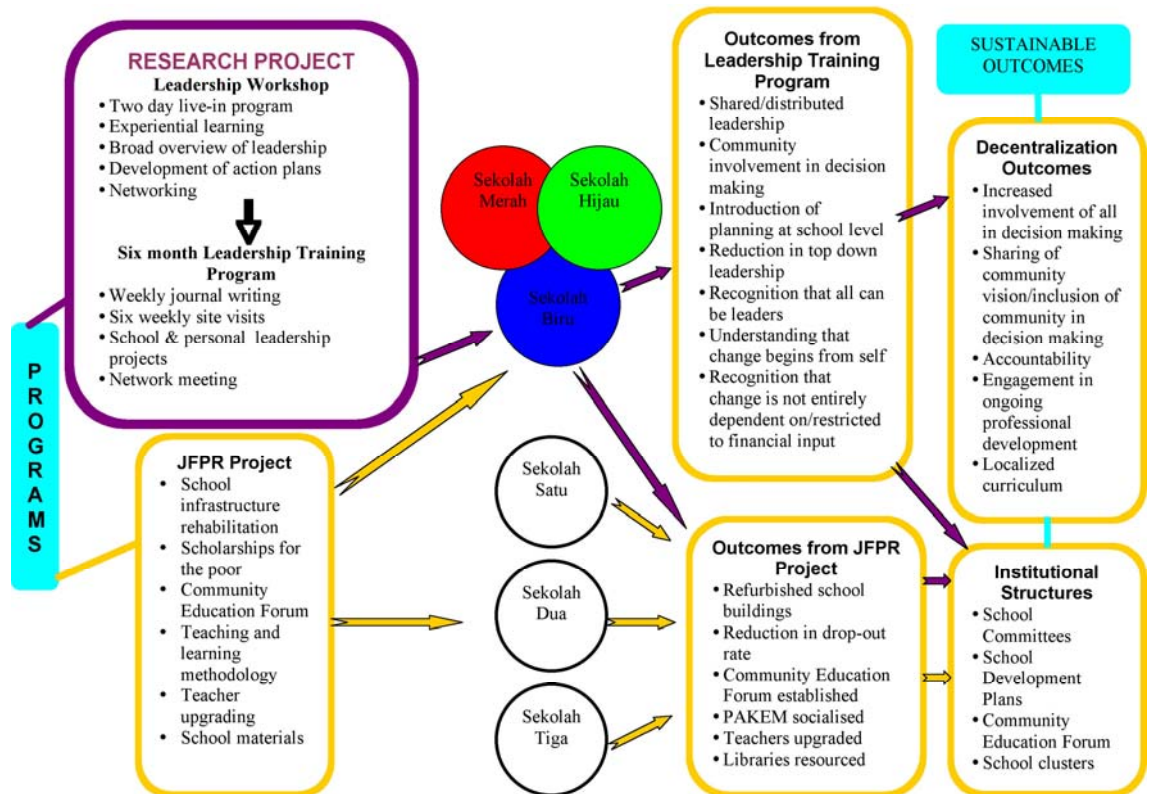 RESEARCH PROJECT
Leadership Workshop
• Two day live-in program
• Experiential learning
• Broad overview of leadership
• Development of action plans
• Networking
Six month Leadership Training
Program
• Weekly journal writing
• Six weekly site visits
• School & personal leadership
projects
• Network meeting
PROGRAMS
JFPR Project
• School
infrastructure
rehabilitation
• Scholarships for
the poor
• Community
Education Forum
• Teaching and
learning
methodology
• Teacher
upgrading
• School materials
Sekolah
Merah
Sekolah
Hijau
Sekolah
Biru
Sekolah
Satu
Sekolah
Dua
Sekolah
Tiga
Outcomes from
Leadership Training
Program
• Shared/distributed
leadership
• Community
involvement in decision
making
• Introduction of
planning at school level
• Reduction in top down
leadership
• Recognition that all can
be leaders
• Understanding that
change begins from self
• Recognition that
change is not entirely
dependent on/restricted
to financial input
Outcomes from JFPR
Project
• Refurbished school
buildings
• Reduction in drop-out
rate
• Community Education
Forum established
• PAKEM socialised
• Teachers upgraded
• Libraries resourced
SUSTAINABLE
OUTCOMES
Decentralization
Outcomes
• Increased
involvement of all
in decision making
• Sharing of
community
vision/inclusion of
community in
decision making
• Accountability
• Engagement in
ongoing
professional
development
• Localized
curriculum
Institutional
Structures
• School
Committees
• School
Development
Plans
• Community
Education Forum
• School clusters